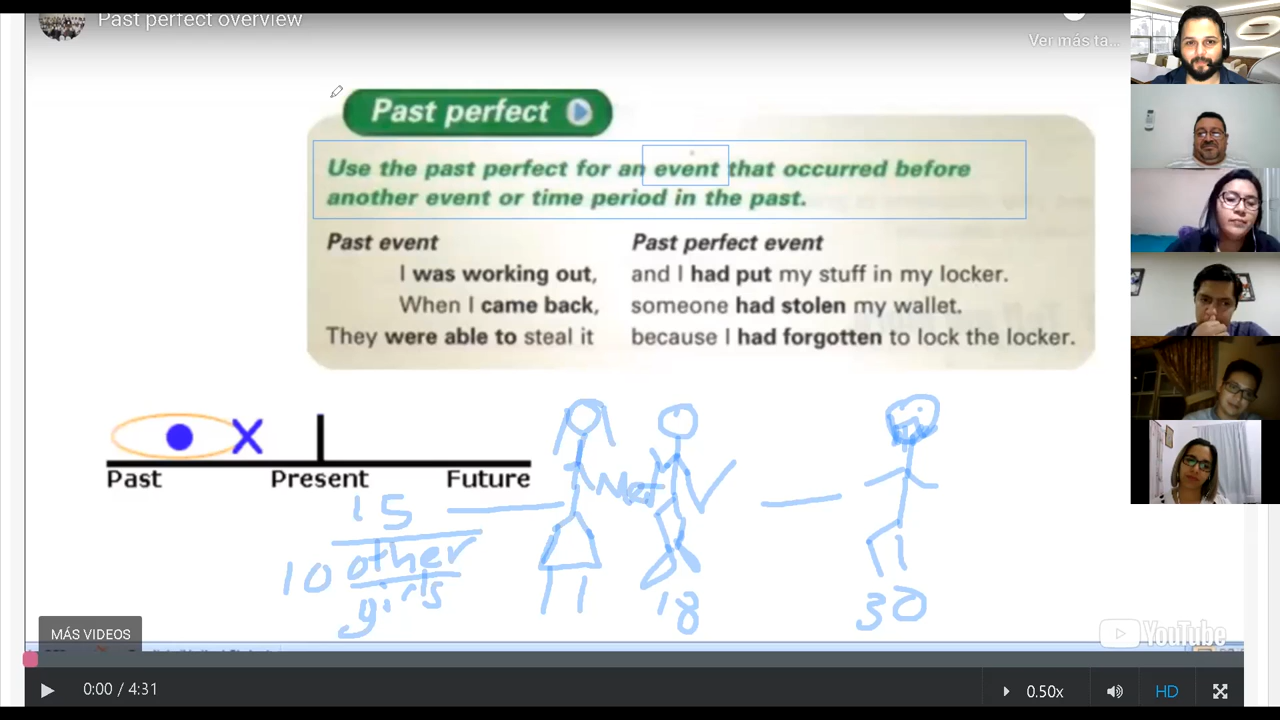 Past perfect overview
Ver más ta...
Past perfect
Use the past perfect for an event that occurred before
another event or time period in the past.
Past event Past perfect event
I was working out, and I had put my stuff in my locker.
When I came back, someone had stolen my wallet.
They were able to steal it because I had forgotten to lock the locker.
Past Present Future
Met
15
10 other
girls
18
30
MÁS VIDEOS
YouTube
0:00 / 4:31
0.50x
HD